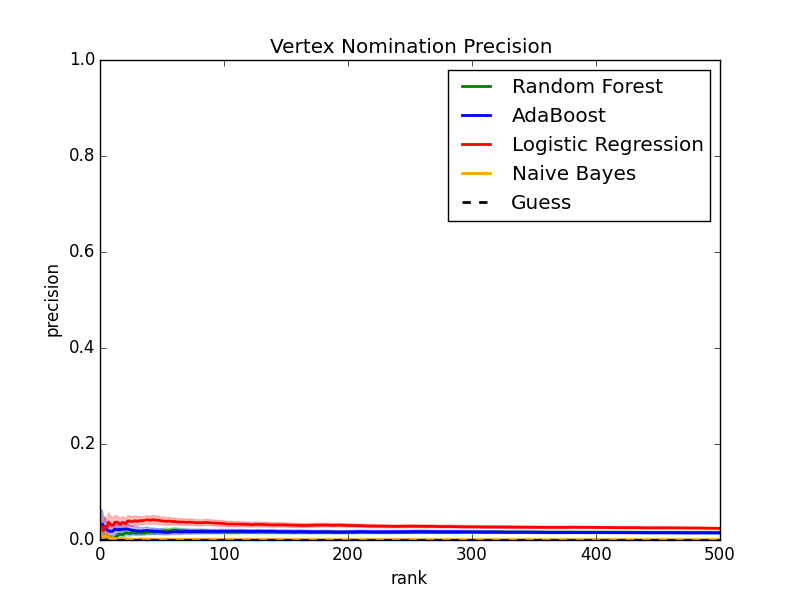 Vertex Nomination Precision
1.0
0.8
0.6
0.4
0.2
0.0
precision
Random Forest
AdaBoost
Logistic Regression
Naive Bayes
Guess
0 100 200 300 400 500
rank